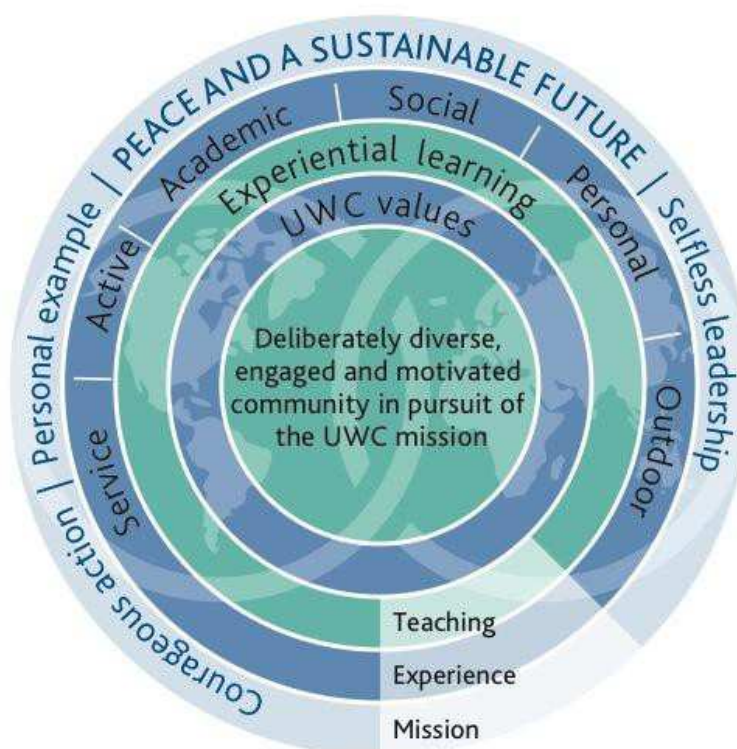 Courageous action | Personal example | PEACE AND A SUSTAINABLE FUTURE | Selfless leadership
Service
Active
Academic
Social
Personal
Outdoor
Experiential learning
UWC values
Deliberately diverse,
engaged and motivated
community in pursuit of
the UWC mission
Teaching
Experience
Mission